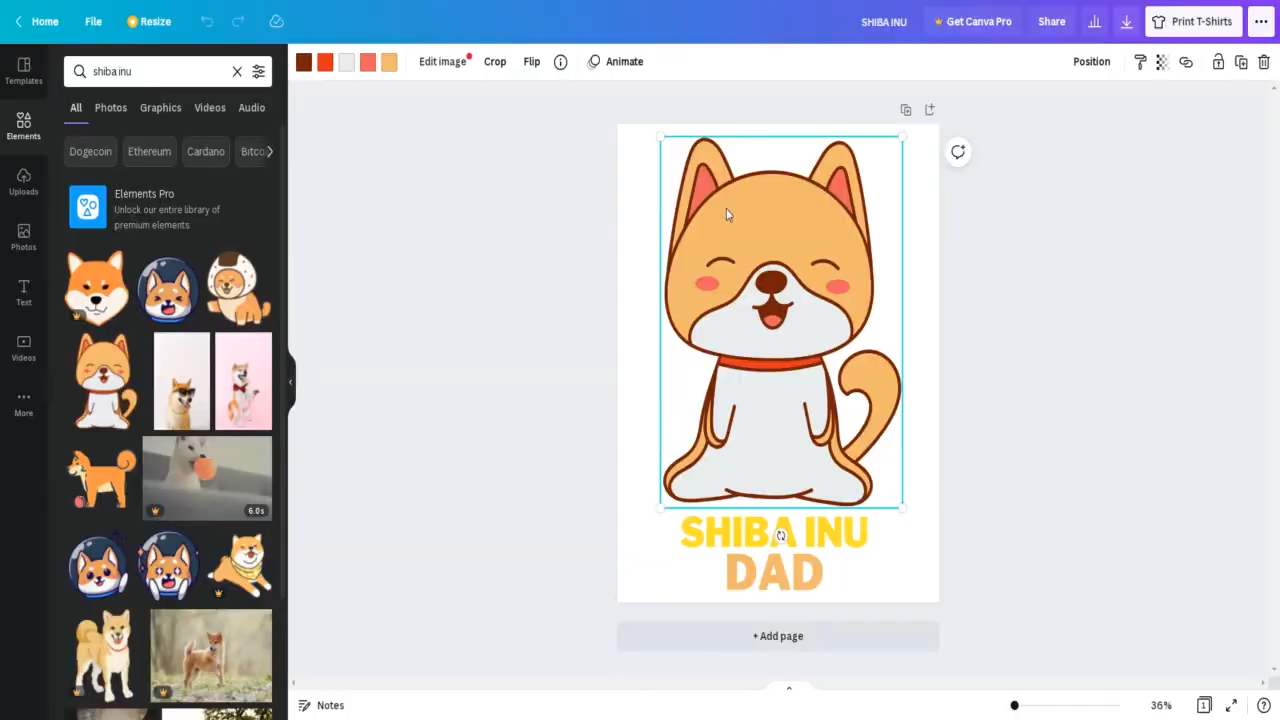 Home File Resize SHIBA INU Get Canva Pro Share Print T-Shirts
Templates
Elements
Uploads
Photos
Text
Videos
More
shiba inu
All Photos Graphics Videos Audio
Dogecoin Ethereum Cardano Bitco
Elements Pro
Unlock our entire library of
premium elements.
6.0s
Edit image Crop Flip Animate Position
SHIBA INU
DAD
+ Add page
Notes 36% 1